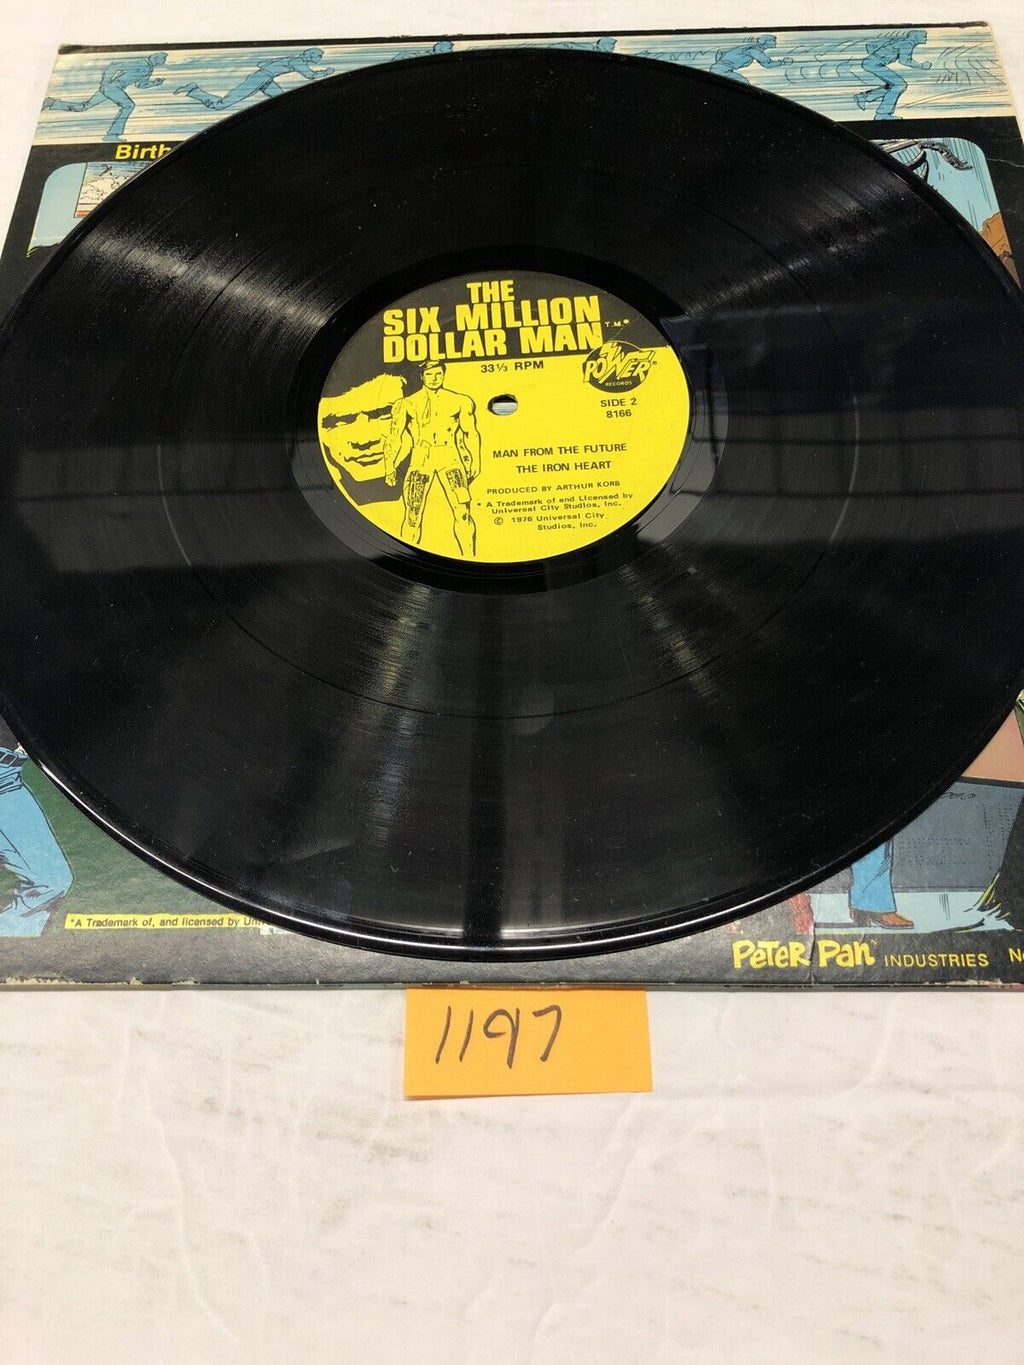 Birth
THE
SIX MILLION
DOLLAR MAN T.M.*
33⅓ RPM
POWER®
RECORDS
SIDE 2
8166
MAN FROM THE FUTURE
THE IRON HEART
PRODUCED BY ARTHUR KORB
* A Trademark of and Licensed by
Universal City Studios, Inc.
© 1976 Universal City
Studios, Inc.
*A Trademark of, and licensed by Un
Peter Pan™ INDUSTRIES
1197